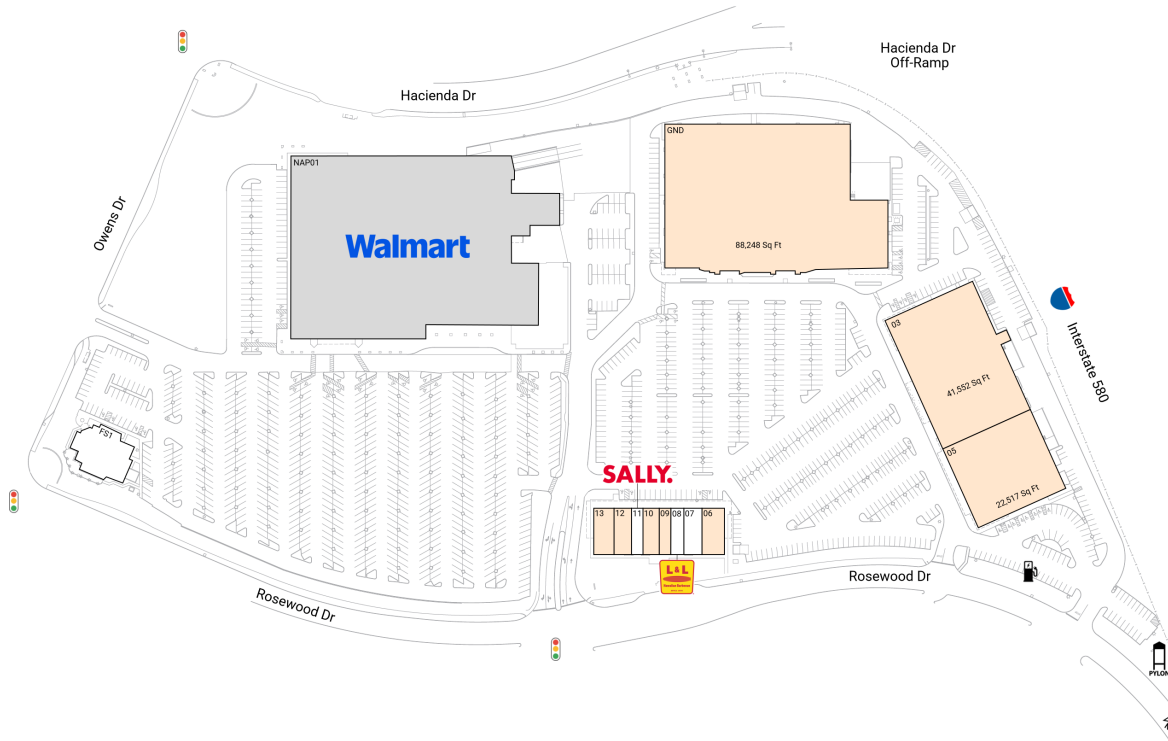 Hacienda Dr
Off-Ramp
Hacienda Dr
GND
NAP01
Owens Dr
Walmart
88,248 Sq Ft
03
Interstate 580
41,552 Sq Ft
FS1
05
SALLY.
22,517 Sq Ft
13
12
11
10
09
08
07
06
L&L
Hawaiian Barbecue
Rosewood Dr
Rosewood Dr
PYLON